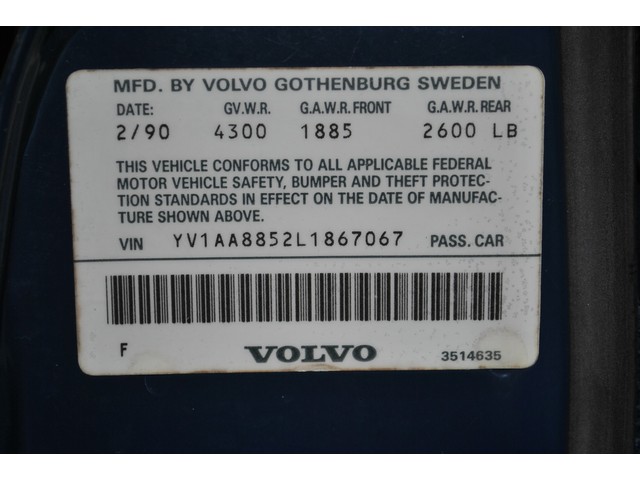 MFD. BY VOLVO GOTHENBURG SWEDEN
DATE: GV.W.R. G.A.W.R. FRONT G.A.W.R. REAR
2/90 4300 1885 2600 LB
THIS VEHICLE CONFORMS TO ALL APPLICABLE FEDERAL
MOTOR VEHICLE SAFETY, BUMPER AND THEFT PROTEC-
TION STANDARDS IN EFFECT ON THE DATE OF MANUFAC-
TURE SHOWN ABOVE.
VIN YV1AA8852L1867067 PASS. CAR
F VOLVO 3514635